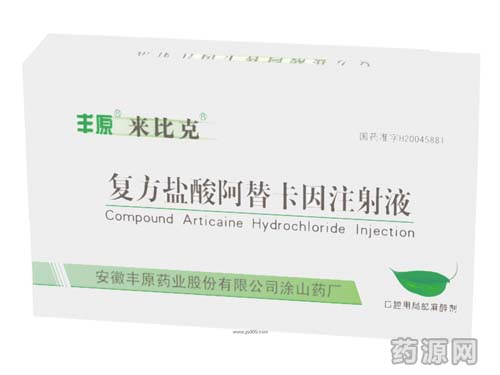 丰原® 来比克®
国药准字H20045881
复方盐酸阿替卡因注射液
Compound Articaine Hydrochloride Injection
安徽丰原药业股份有限公司涂山药厂
口腔用局部麻醉剂
药源网